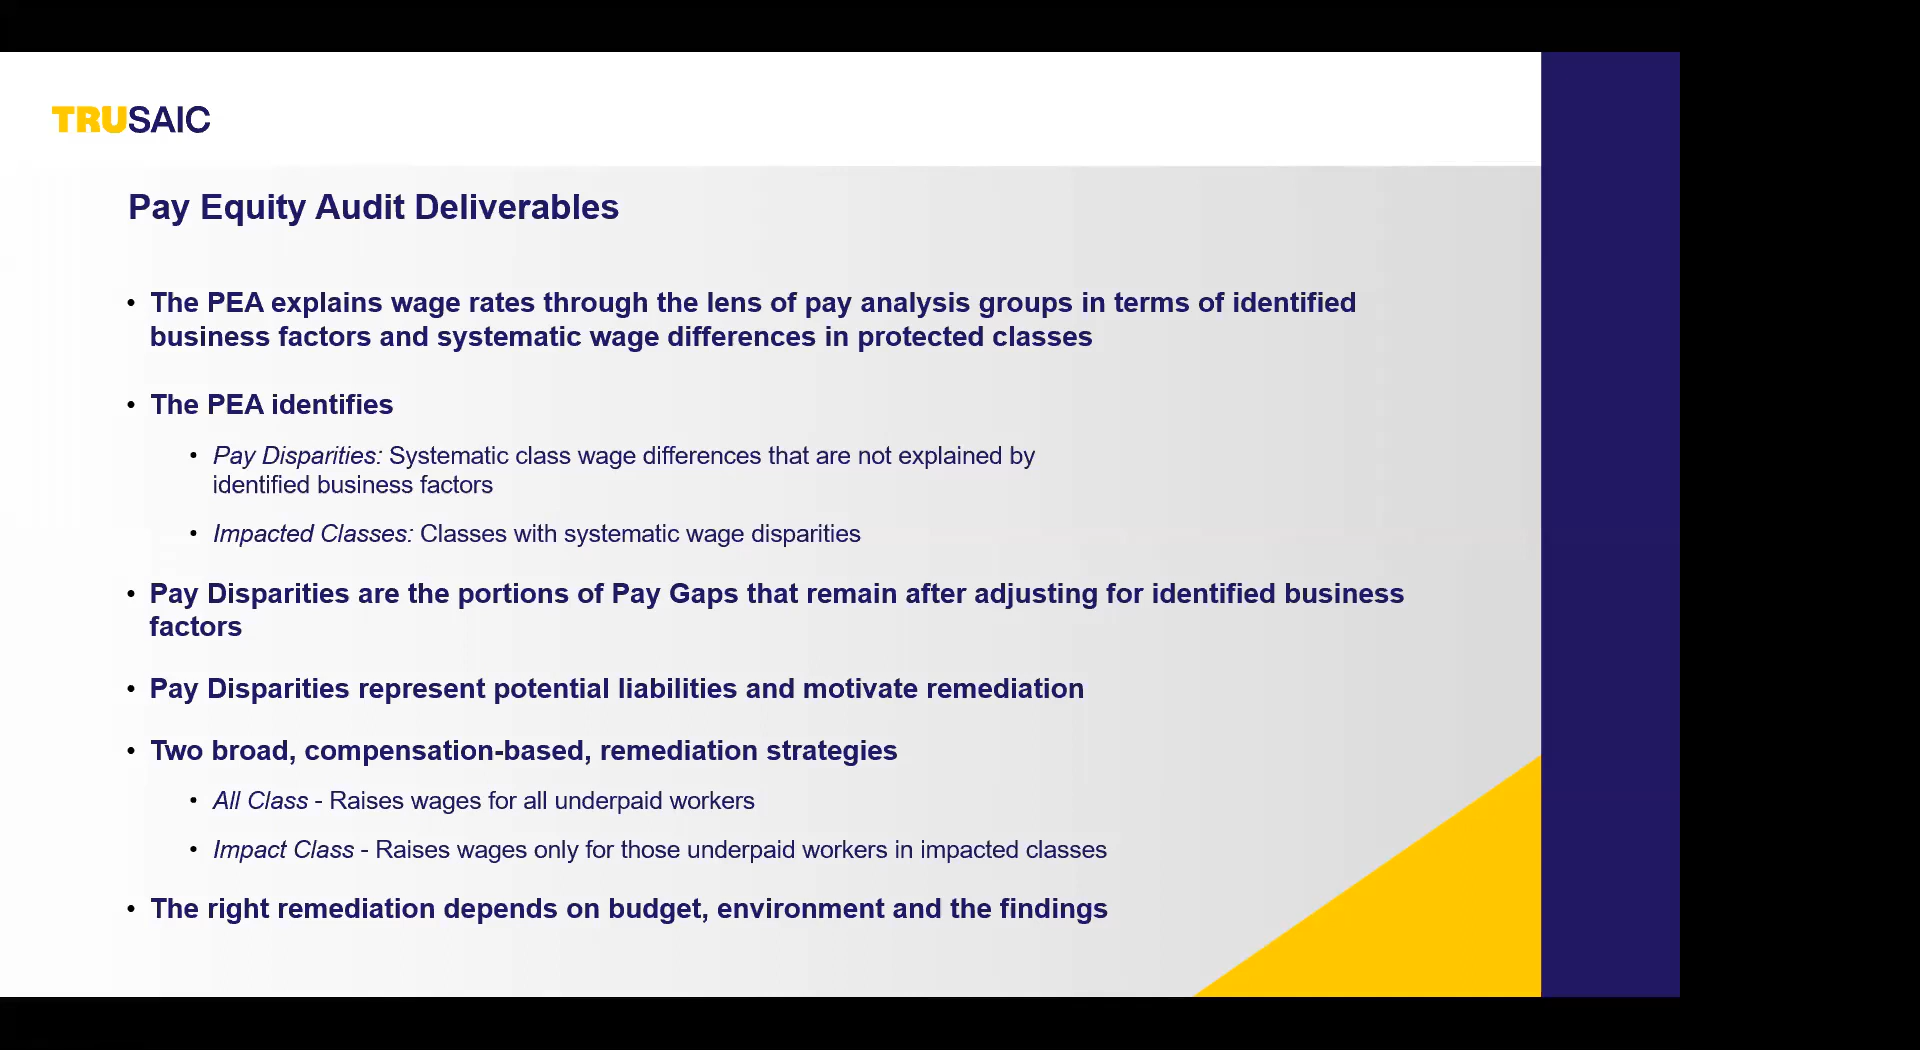 TRUSAIC
Pay Equity Audit Deliverables
• The PEA explains wage rates through the lens of pay analysis groups in terms of identified
business factors and systematic wage differences in protected classes
• The PEA identifies
• Pay Disparities: Systematic class wage differences that are not explained by
identified business factors
• Impacted Classes: Classes with systematic wage disparities
• Pay Disparities are the portions of Pay Gaps that remain after adjusting for identified business
factors
• Pay Disparities represent potential liabilities and motivate remediation
• Two broad, compensation-based, remediation strategies
• All Class - Raises wages for all underpaid workers
• Impact Class - Raises wages only for those underpaid workers in impacted classes
• The right remediation depends on budget, environment and the findings